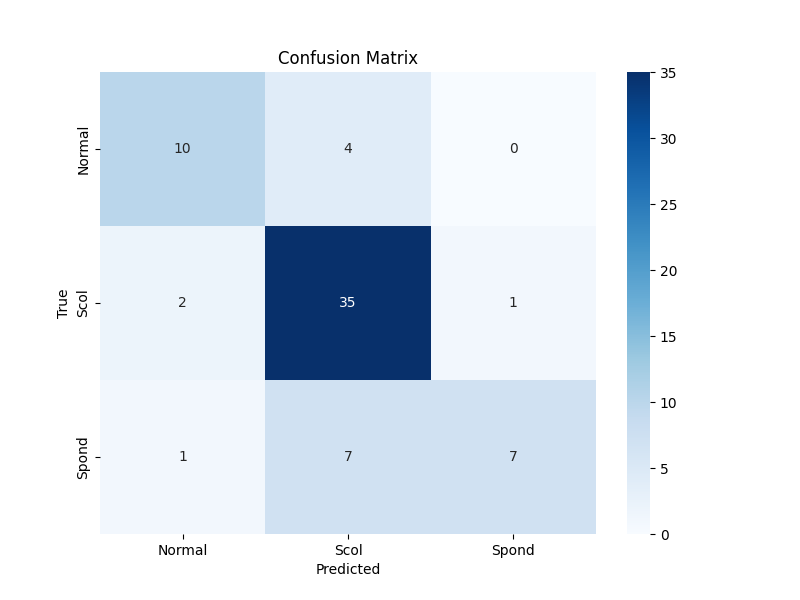 Confusion Matrix
Normal
10
4
0
True
Scol
2
35
1
Spond
1
7
7
Normal
Scol
Spond
Predicted
35
30
25
20
15
10
5
0